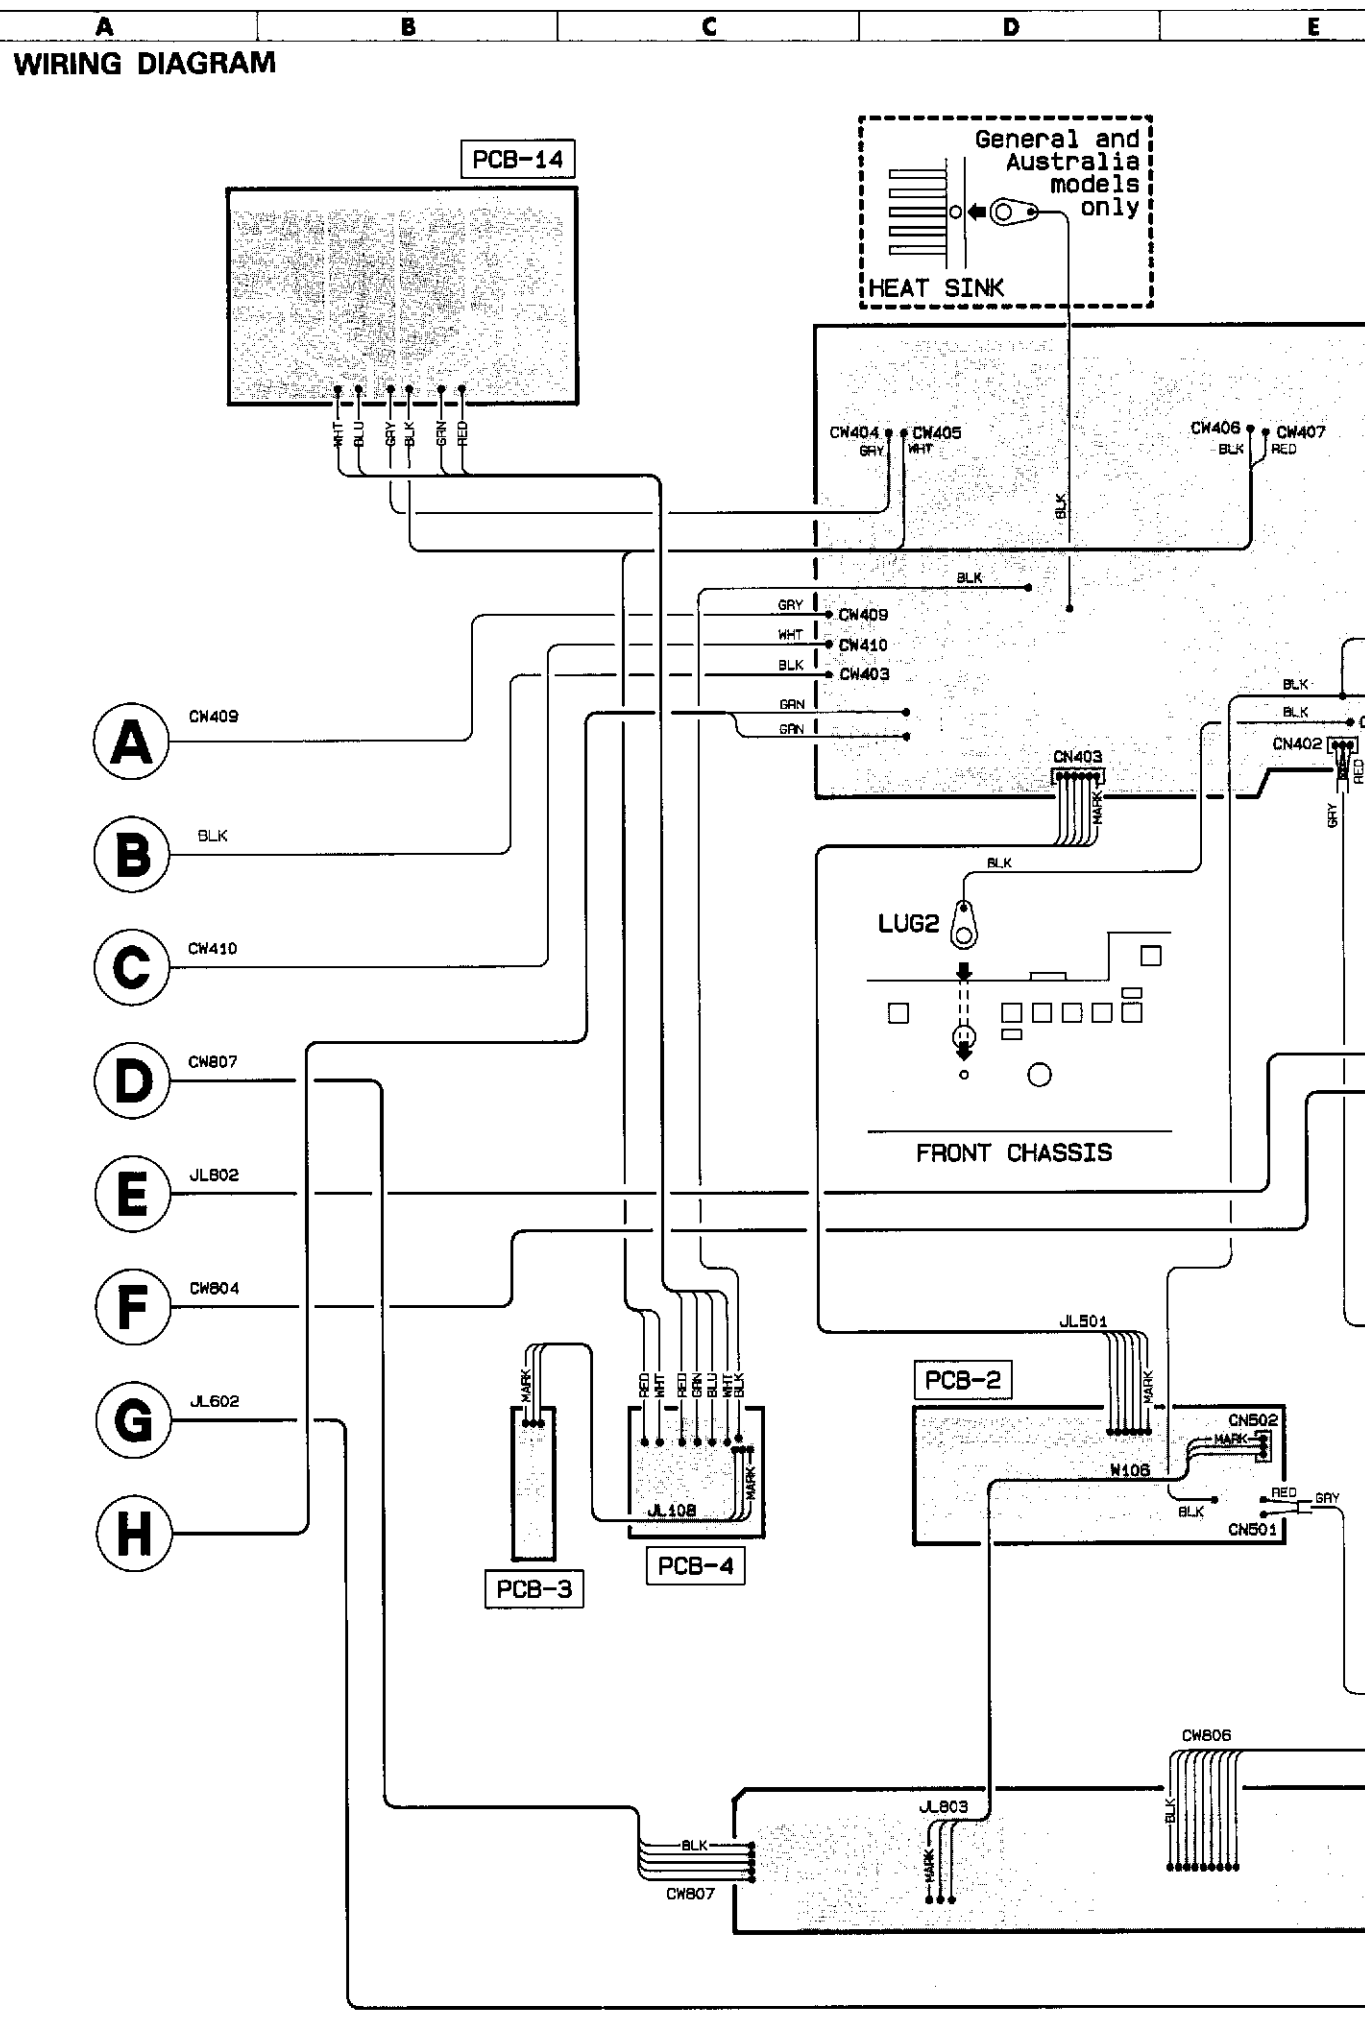 A B C D E
WIRING DIAGRAM
PCB-14
General and
Australia
models
only
HEAT SINK
WHT BLU GRY BLK GRN RED
CW404 CW405
GRY WHT
CW406 CW407
BLK RED
BLK
BLK
GRY CW409
WHT CW410
BLK CW403
GRN
GRN
BLK
BLK
CN402
RED
GRY
CN403
MARK
A CW409
B BLK
C CW410
D CW807
E JL802
F CW804
G JL602
H
BLK
LUG2
FRONT CHASSIS
JL501
MARK
PCB-2
CN502
MARK
W106
BLK
RED
GRY
CN501
MARK
RED WHT RED GRN BLU WHT BLK
MARK
JL108
PCB-4
PCB-3
CW806
BLK
JL803
MARK
BLK
CW807